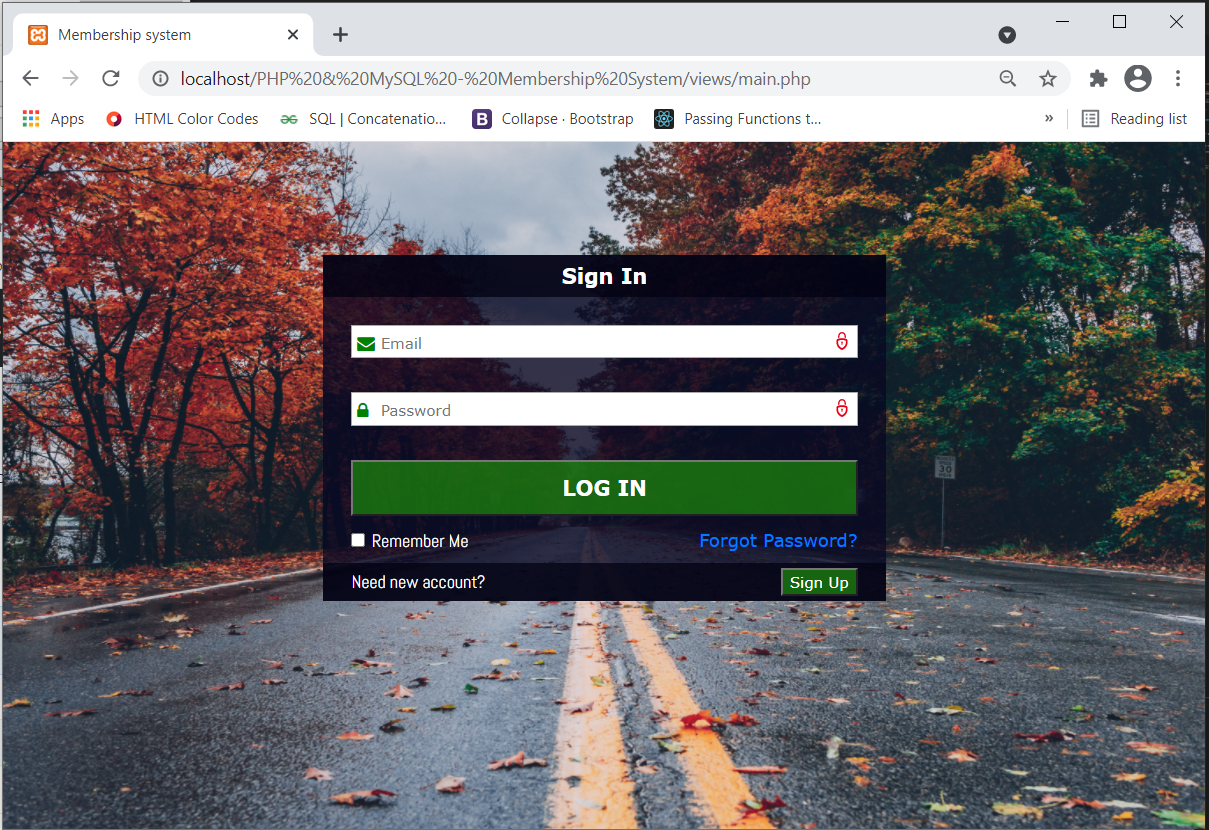 Membership system
localhost/PHP%20&%20MySQL%20-%20Membership%20System/views/main.php
Apps HTML Color Codes SQL | Concatenatio... Collapse · Bootstrap Passing Functions t... » Reading list
Sign In
Email
Password
30
LOG IN
Remember Me Forgot Password?
Need new account? Sign Up